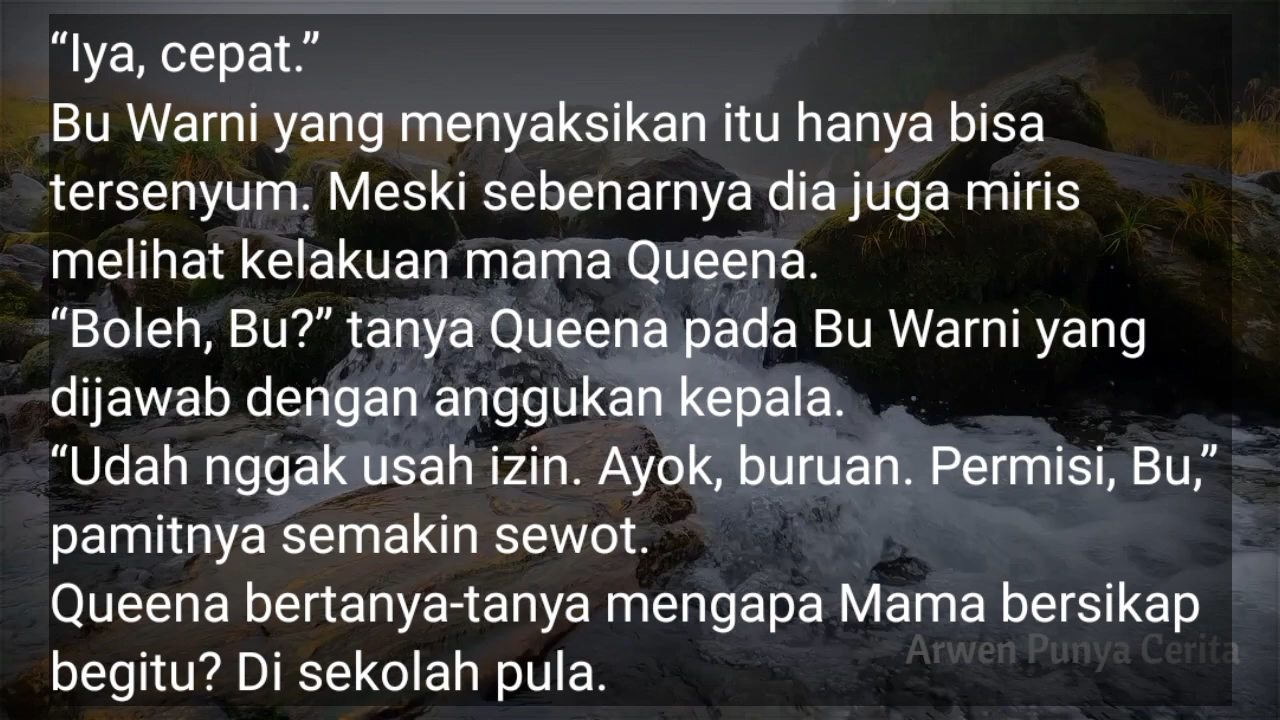 “Iya, cepat.”
Bu Warni yang menyaksikan itu hanya bisa
tersenyum. Meski sebenarnya dia juga miris
melihat kelakuan mama Queena.
“Boleh, Bu?” tanya Queena pada Bu Warni yang
dijawab dengan anggukan kepala.
“Udah nggak usah izin. Ayok, buruan. Permisi, Bu,”
pamitnya semakin sewot.
Queena bertanya-tanya mengapa Mama bersikap
begitu? Di sekolah pula.
Arwen Punya Cerita